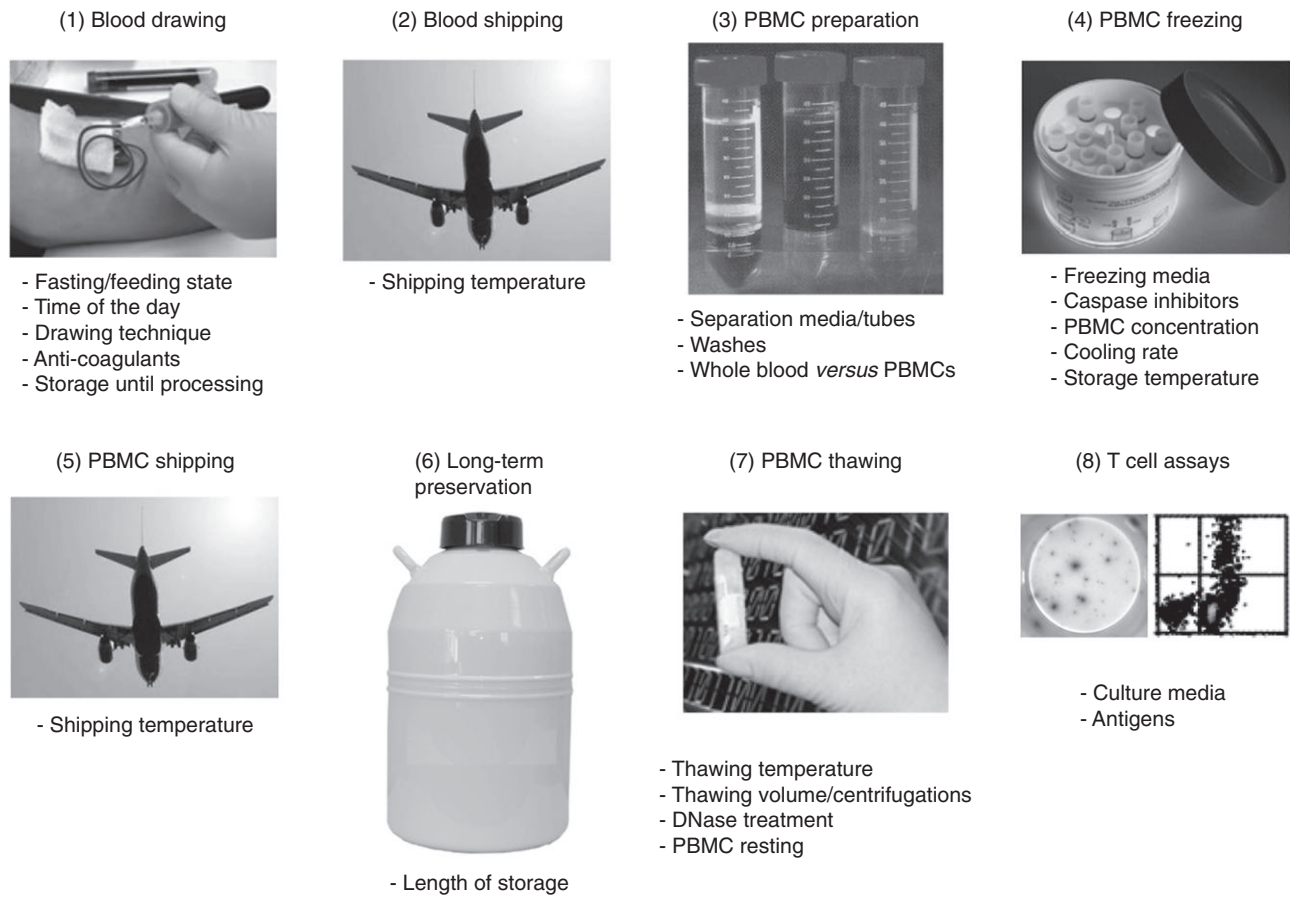 (1) Blood drawing
- Fasting/feeding state
- Time of the day
- Drawing technique
- Anti-coagulants
- Storage until processing
(2) Blood shipping
- Shipping temperature
(3) PBMC preparation
- Separation media/tubes
- Washes
- Whole blood versus PBMCs
(4) PBMC freezing
- Freezing media
- Caspase inhibitors
- PBMC concentration
- Cooling rate
- Storage temperature
(5) PBMC shipping
- Shipping temperature
(6) Long-term
preservation
- Length of storage
(7) PBMC thawing
- Thawing temperature
- Thawing volume/centrifugations
- DNase treatment
- PBMC resting
(8) T cell assays
- Culture media
- Antigens